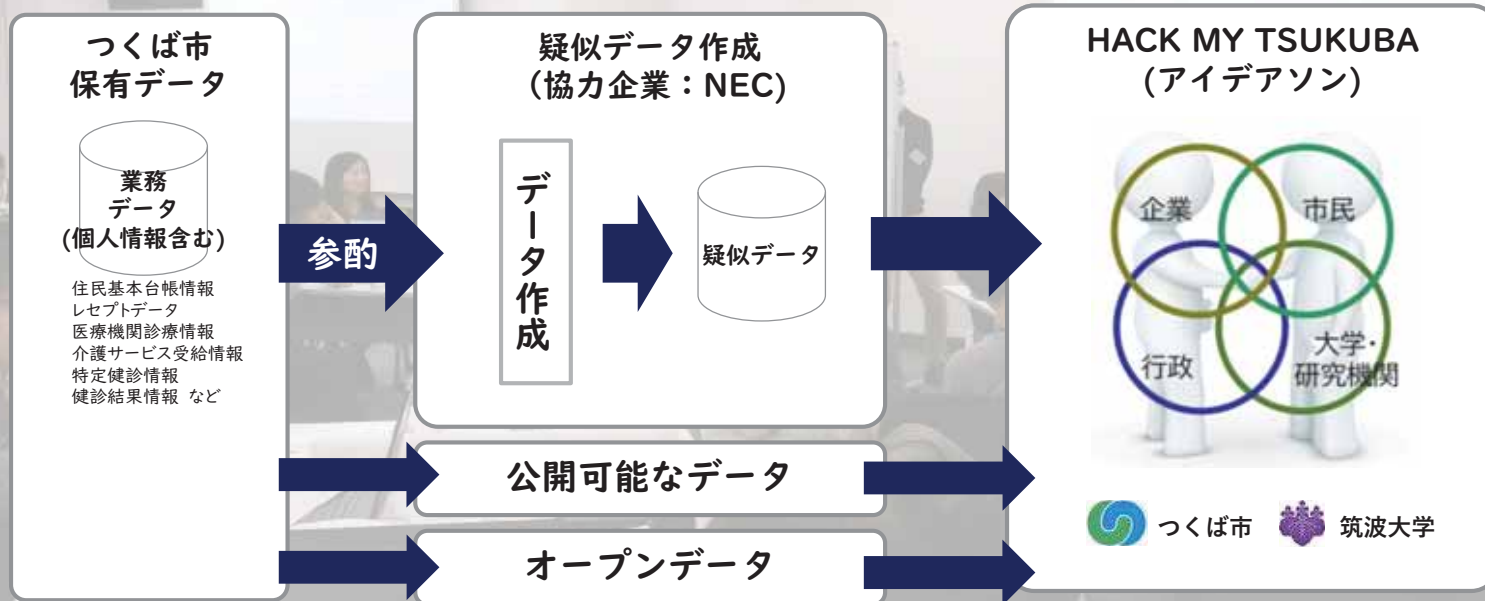 つくば市
保有データ
業務
データ
(個人情報含む)
住民基本台帳情報
レセプトデータ
医療機関診療情報
介護サービス受給情報
特定健診情報
健診結果情報 など
参酌
疑似データ作成
(協力企業：NEC)
データ作成
疑似データ
公開可能なデータ
オープンデータ
HACK MY TSUKUBA
(アイデアソン)
企業
市民
行政
大学・
研究機関
つくば市
筑波大学